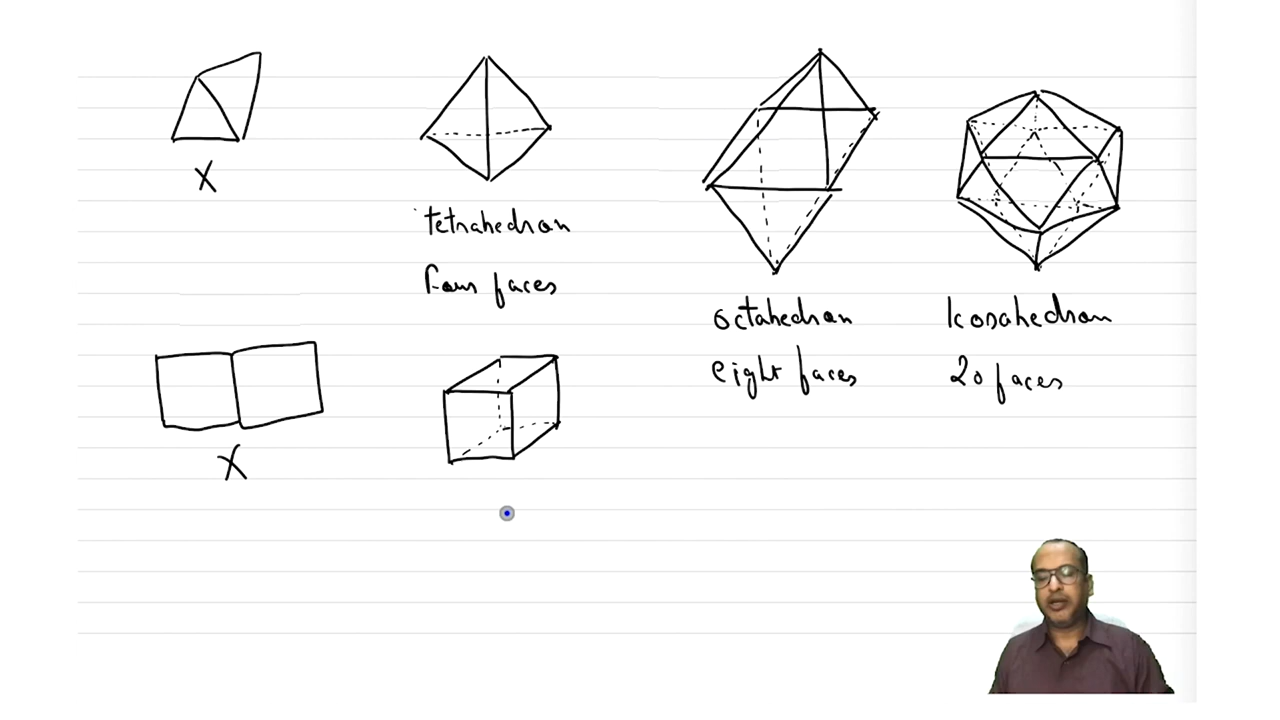 X
tetrahedron
four faces
octahedron
eight faces
Icosahedron
20 faces
X